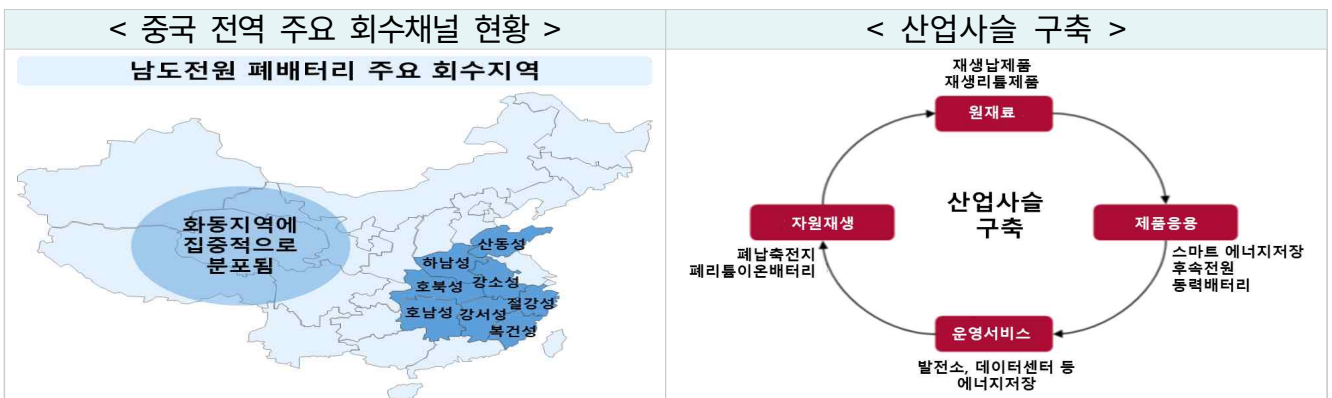 < 중국 전역 주요 회수채널 현황 >
남도전원 폐배터리 주요 회수지역
화동지역에
집중적으로
분포됨
산동성
하남성
호북성
강소성
절강성
호남성
강서성
복건성
< 산업사슬 구축 >
재생납제품
재생리튬제품
원재료
산업사슬
구축
자원재생
폐납축전지
폐리튬이온배터리
제품응용
스마트 에너지저장
후속전원
동력배터리
운영서비스
발전소, 데이터센터 등
에너지저장